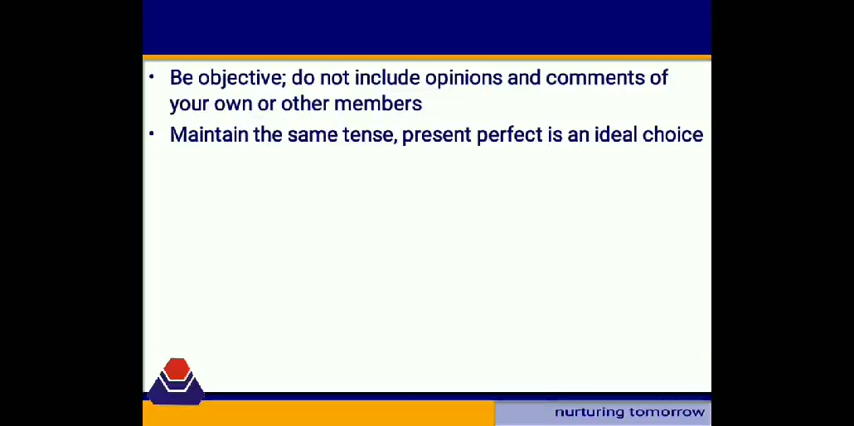 • Be objective; do not include opinions and comments of
your own or other members
• Maintain the same tense, present perfect is an ideal choice
nurturing tomorrow